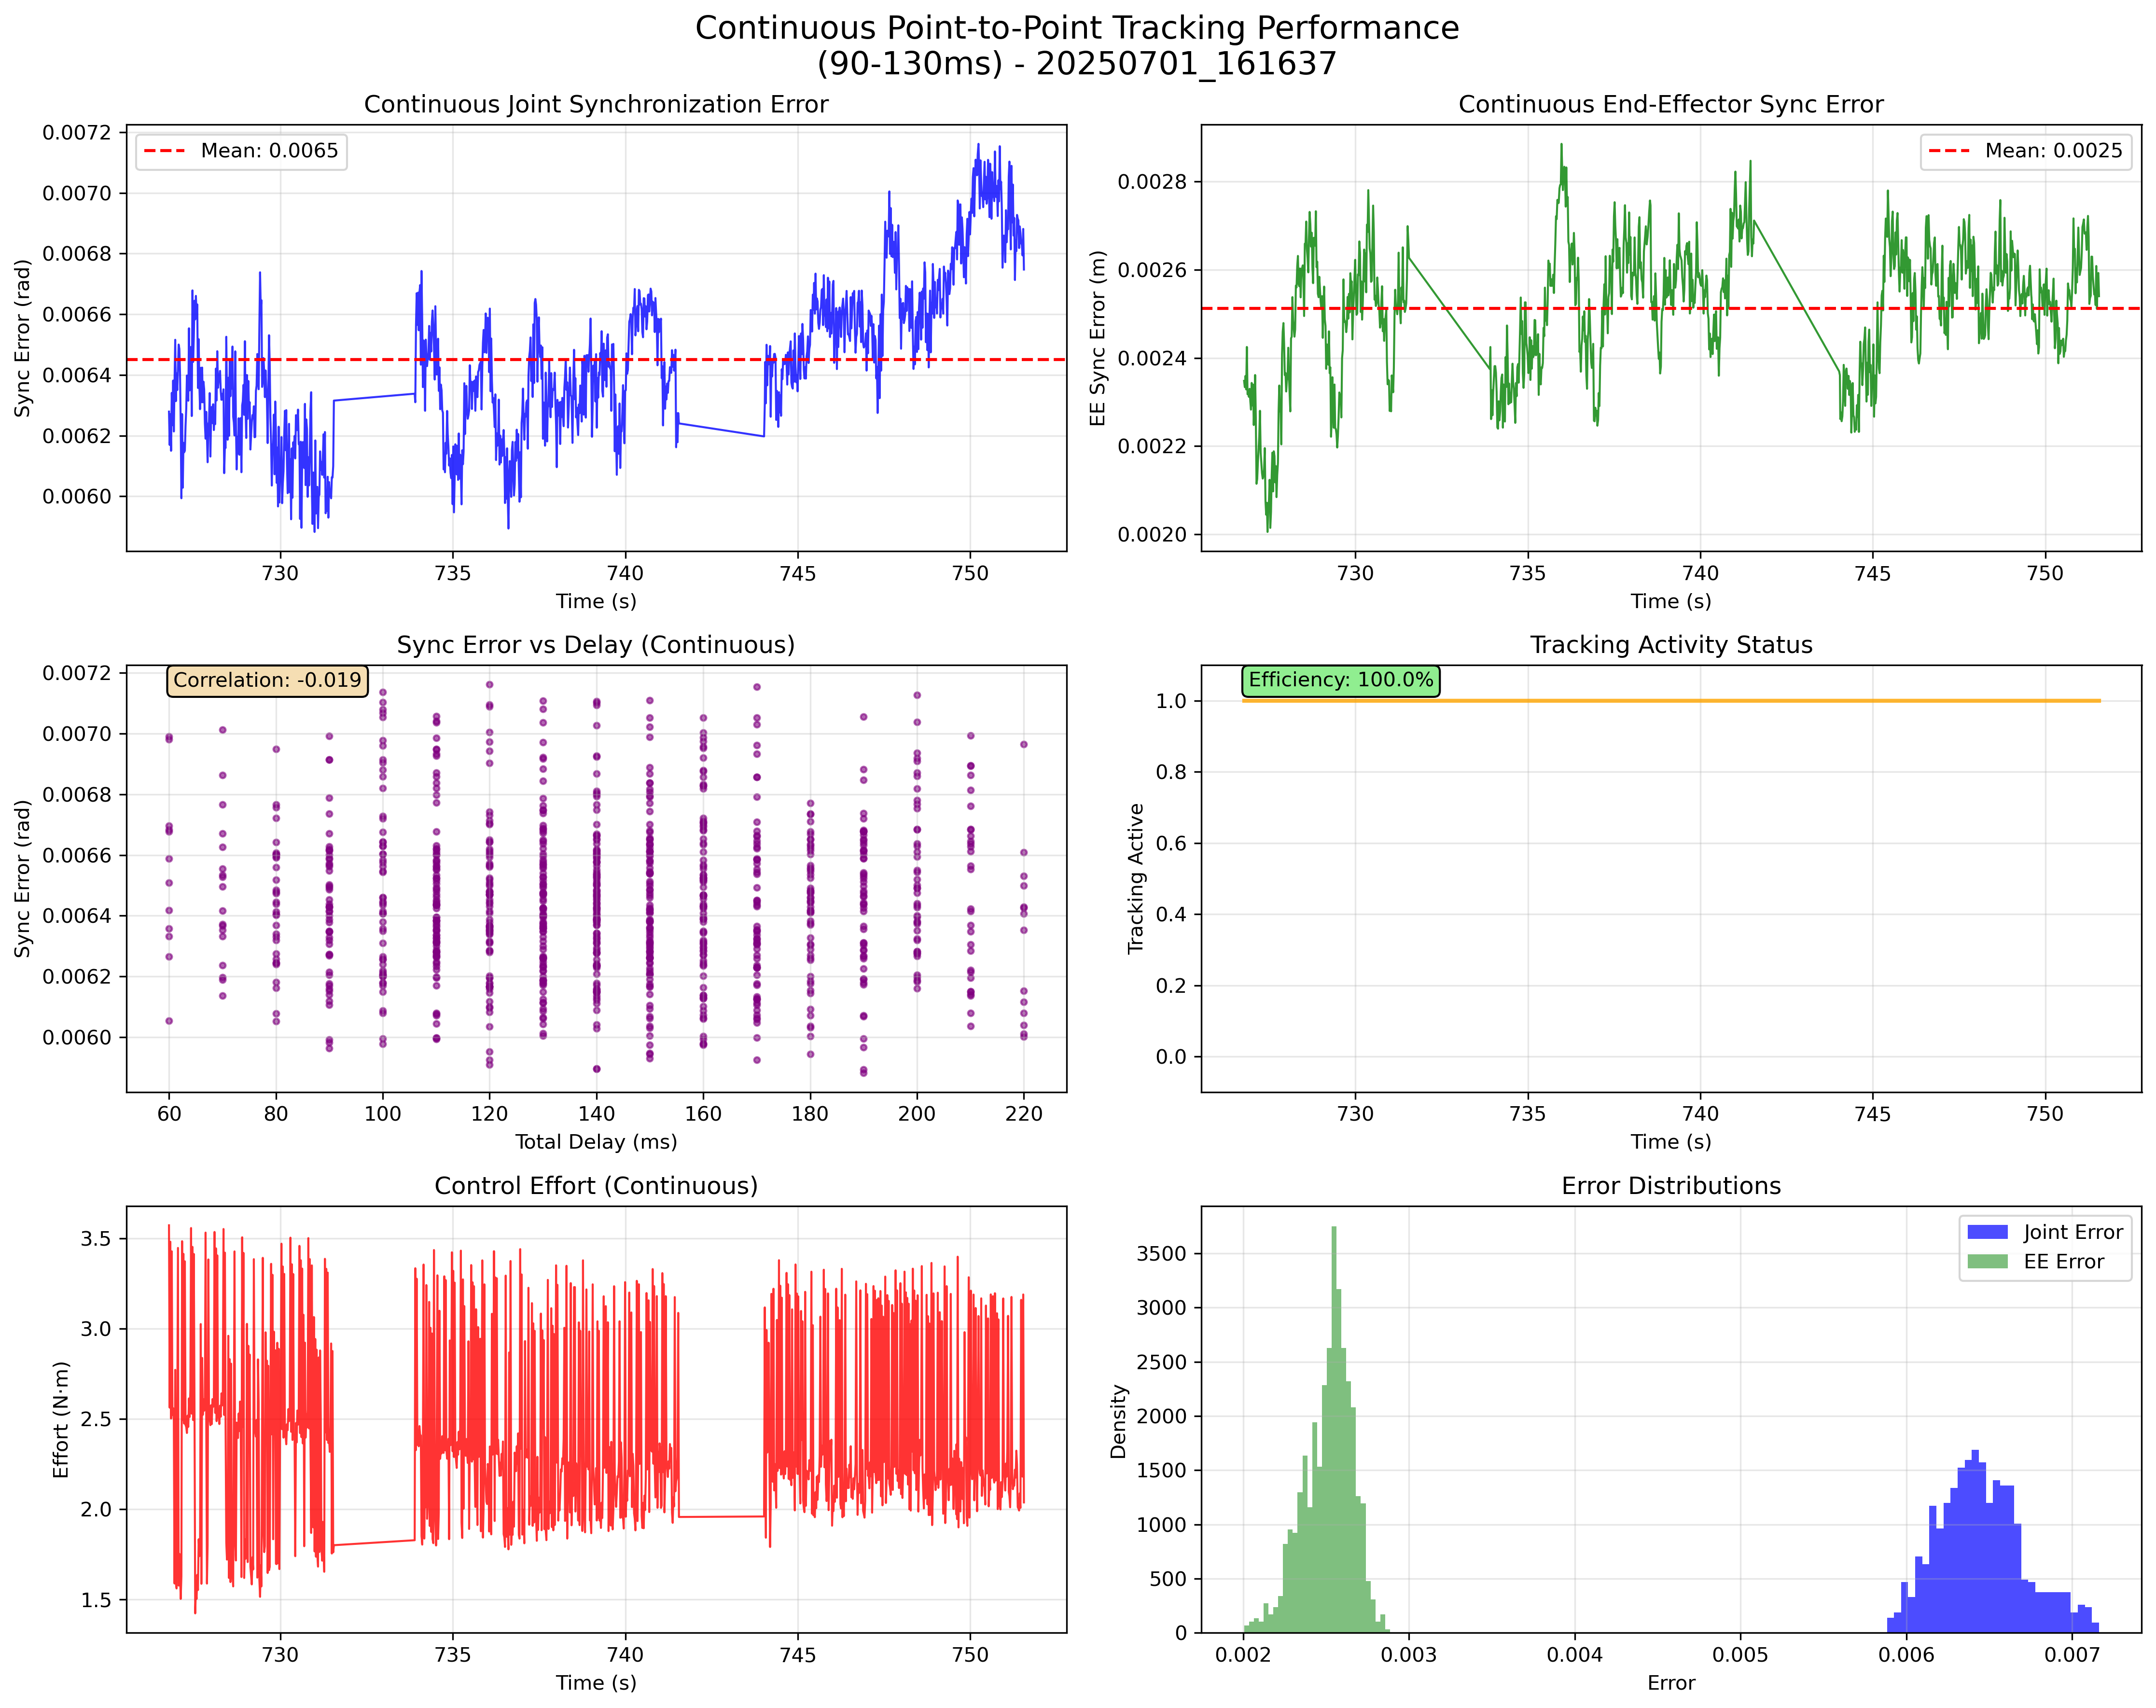 Continuous Point-to-Point Tracking Performance
(90-130ms) - 20250701_161637
Continuous Joint Synchronization Error
Mean: 0.0065
Sync Error (rad)
0.0072
0.0070
0.0068
0.0066
0.0064
0.0062
0.0060
730 735 740 745 750
Time (s)
Continuous End-Effector Sync Error
Mean: 0.0025
EE Sync Error (m)
0.0028
0.0026
0.0024
0.0022
0.0020
730 735 740 745 750
Time (s)
Sync Error vs Delay (Continuous)
Correlation: -0.019
Sync Error (rad)
0.0072
0.0070
0.0068
0.0066
0.0064
0.0062
0.0060
60 80 100 120 140 160 180 200 220
Total Delay (ms)
Tracking Activity Status
Efficiency: 100.0%
Tracking Active
1.0
0.8
0.6
0.4
0.2
0.0
730 735 740 745 750
Time (s)
Control Effort (Continuous)
Effort (N·m)
3.5
3.0
2.5
2.0
1.5
730 735 740 745 750
Time (s)
Error Distributions
Joint Error
EE Error
Density
3500
3000
2500
2000
1500
1000
500
0
0.002 0.003 0.004 0.005 0.006 0.007
Error